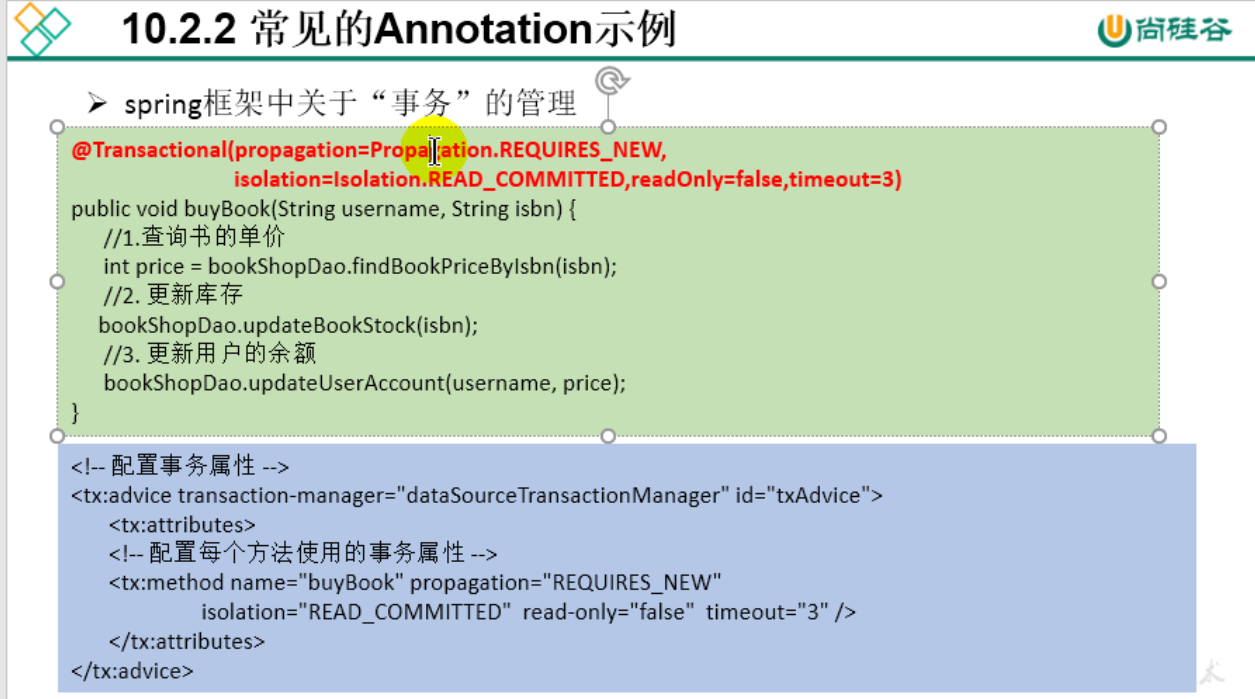 10.2.2 常见的Annotation示例
尚硅谷
➢ spring框架中关于“事务”的管理
@Transactional(propagation=Propagation.REQUIRES_NEW,
isolation=Isolation.READ_COMMITTED,readOnly=false,timeout=3)
public void buyBook(String username, String isbn) {
//1.查询书的单价
int price = bookShopDao.findBookPriceByIsbn(isbn);
//2. 更新库存
bookShopDao.updateBookStock(isbn);
//3. 更新用户的余额
bookShopDao.updateUserAccount(username, price);
}
<!-- 配置事务属性 -->
<tx:advice transaction-manager="dataSourceTransactionManager" id="txAdvice">
<tx:attributes>
<!-- 配置每个方法使用的事务属性 -->
<tx:method name="buyBook" propagation="REQUIRES_NEW"
isolation="READ_COMMITTED" read-only="false" timeout="3" />
</tx:attributes>
</tx:advice>